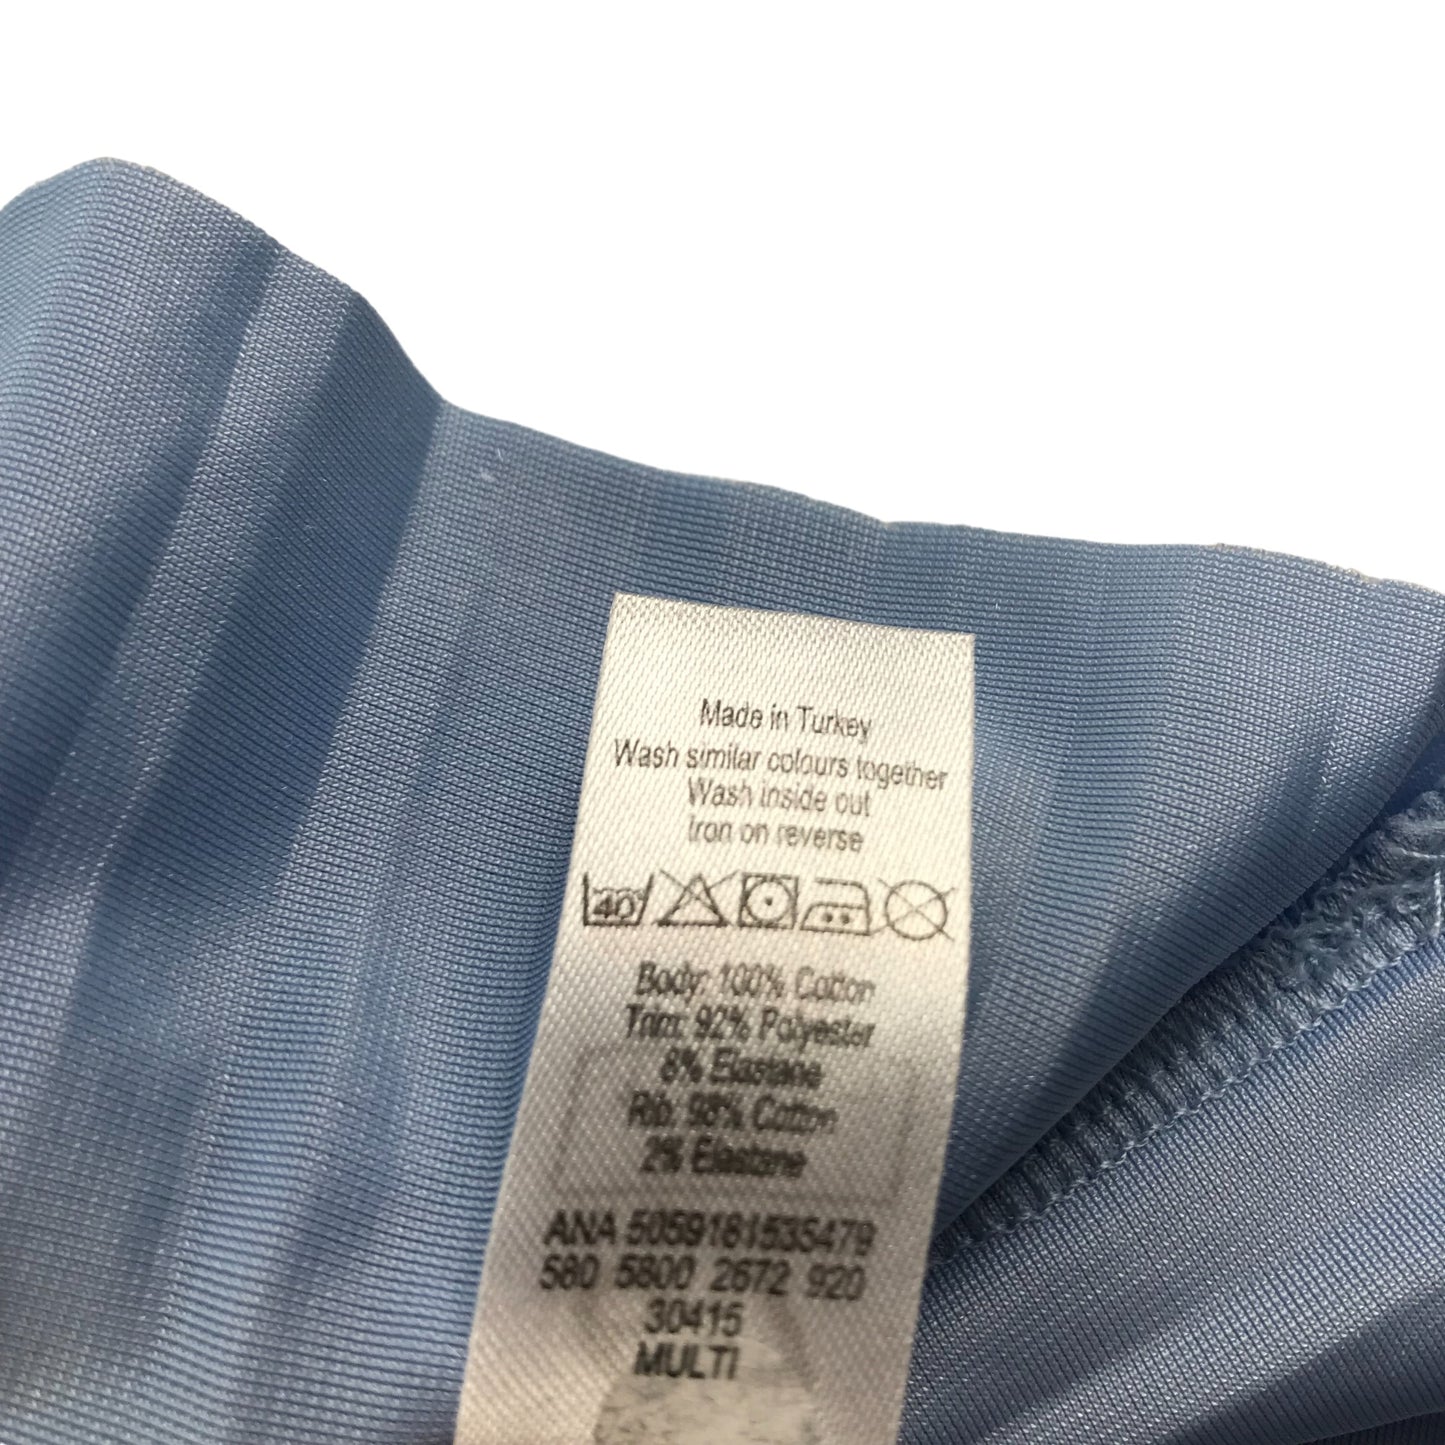 Made in Turkey
Wash similar colours together
Wash inside out
Iron on reverse
40
Body: 100% Cotton
Trim: 92% Polyester
8% Elastane
Rib: 98% Cotton
2% Elastane
ANA 5059181535479
580 5800 2672 920
30415
MULTI